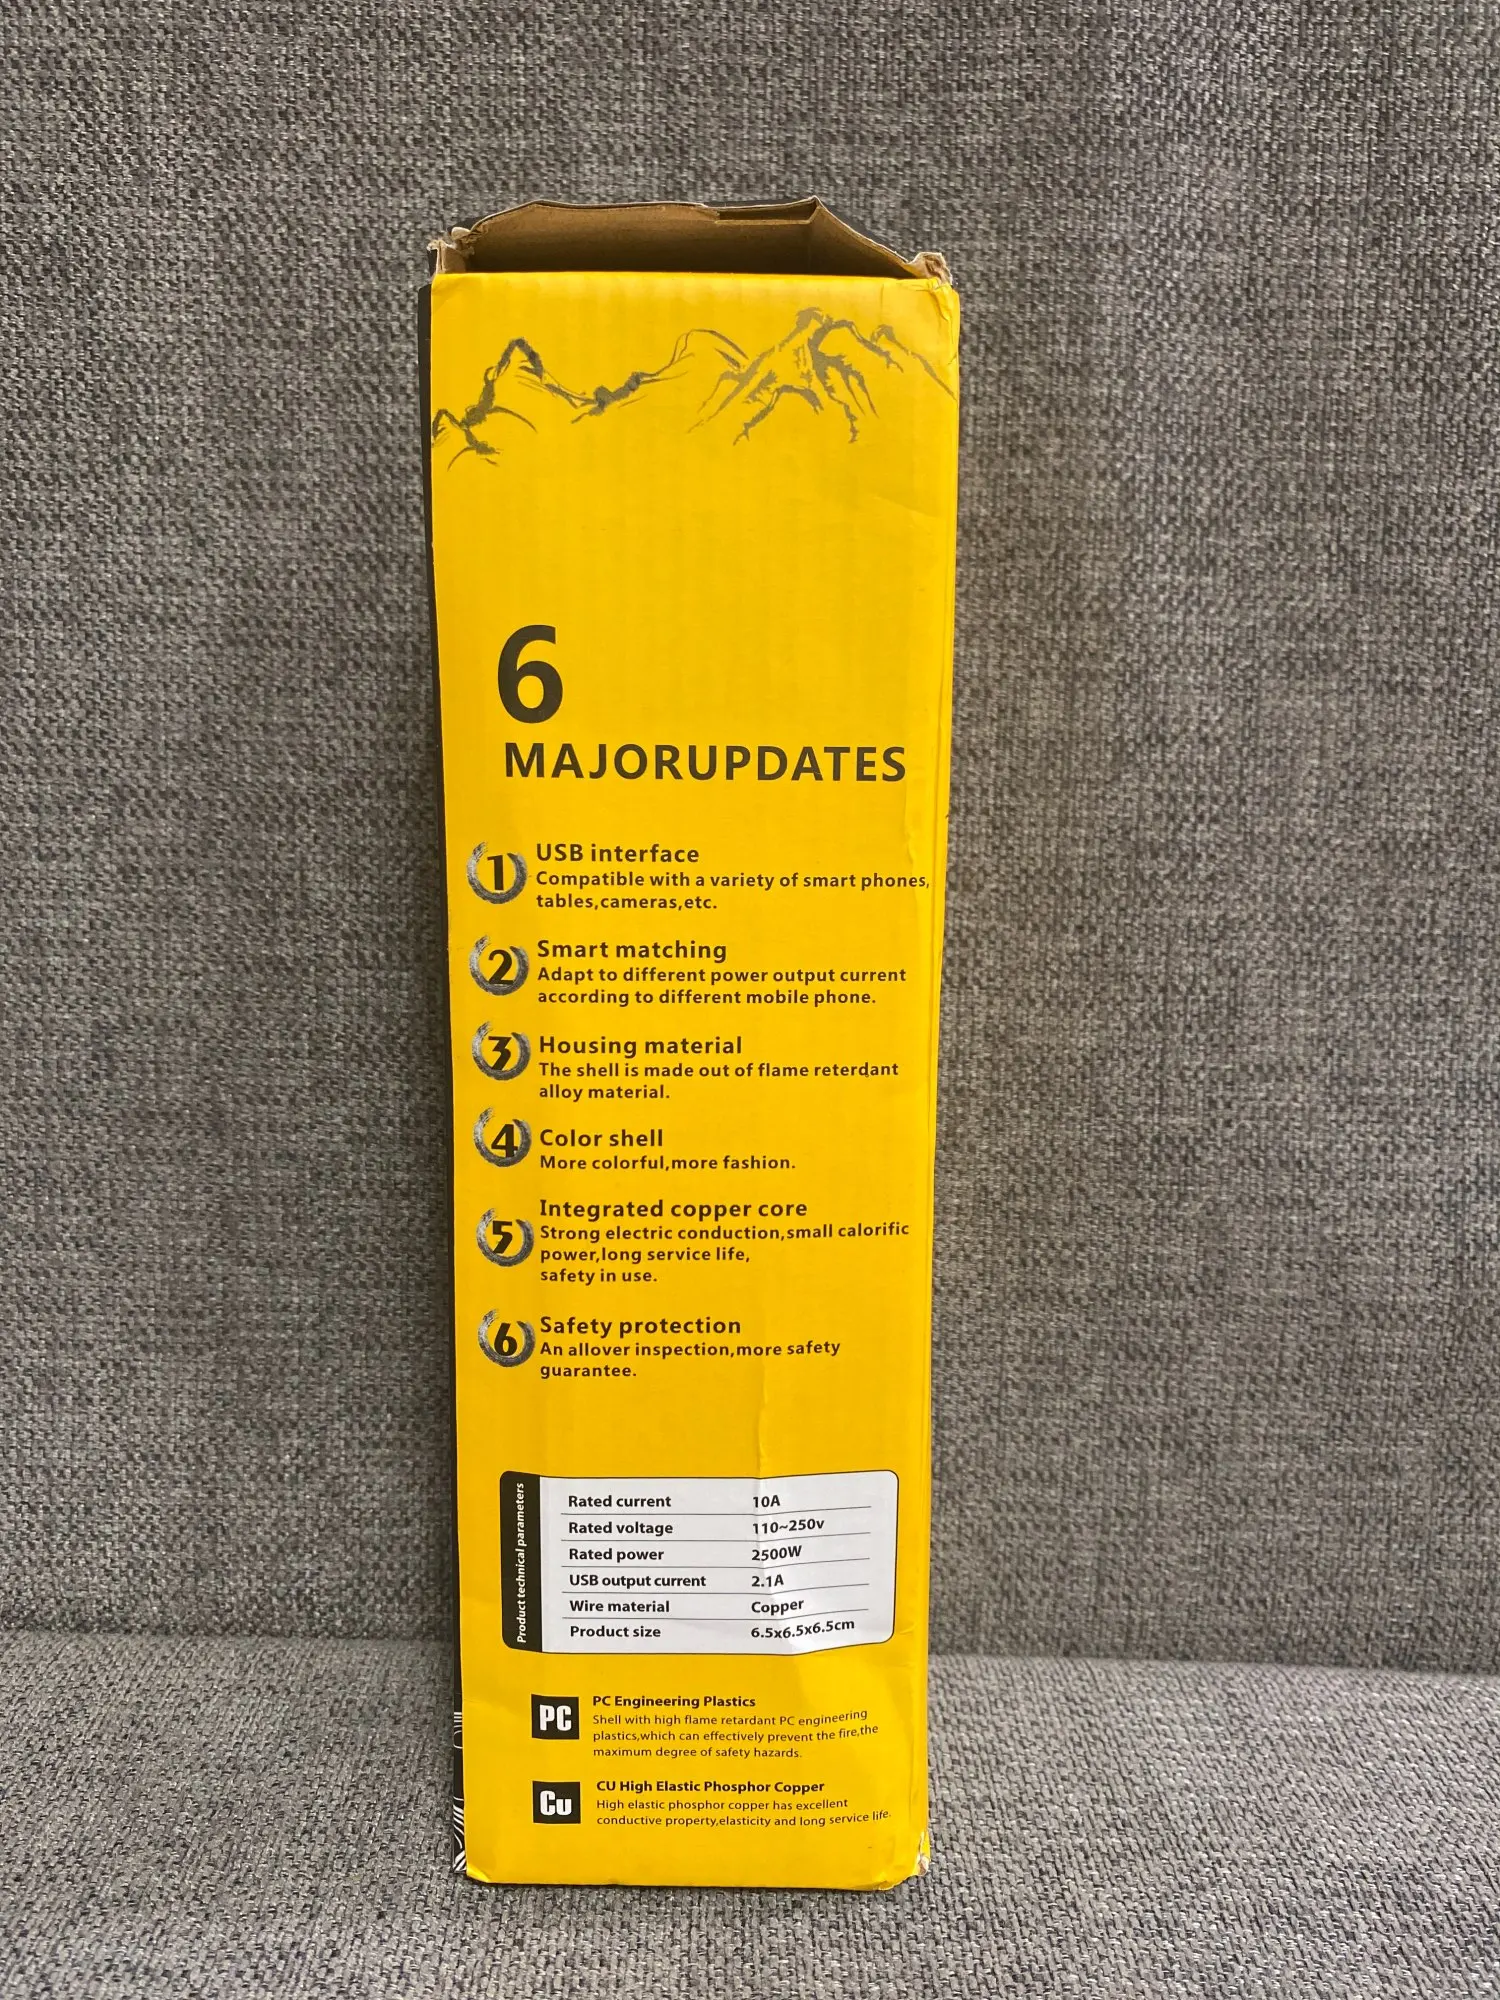 6
MAJORUPDATES
1
USB interface
Compatible with a variety of smart phones,
tables,cameras,etc.
2
Smart matching
Adapt to different power output current
according to different mobile phone.
3
Housing material
The shell is made out of flame reterdant
alloy material.
4
Color shell
More colorful,more fashion.
5
Integrated copper core
Strong electric conduction,small calorific
power,long service life,
safety in use.
6
Safety protection
An allover inspection,more safety
guarantee.
Product technical parameters
Rated current 10A
Rated voltage 110~250v
Rated power 2500W
USB output current 2.1A
Wire material Copper
Product size 6.5x6.5x6.5cm
PC
PC Engineering Plastics
Shell with high flame retardant PC engineering
plastics,which can effectively prevent the fire,the
maximum degree of safety hazards.
Cu
CU High Elastic Phosphor Copper
High elastic phosphor copper has excellent
conductive property,elasticity and long service life.